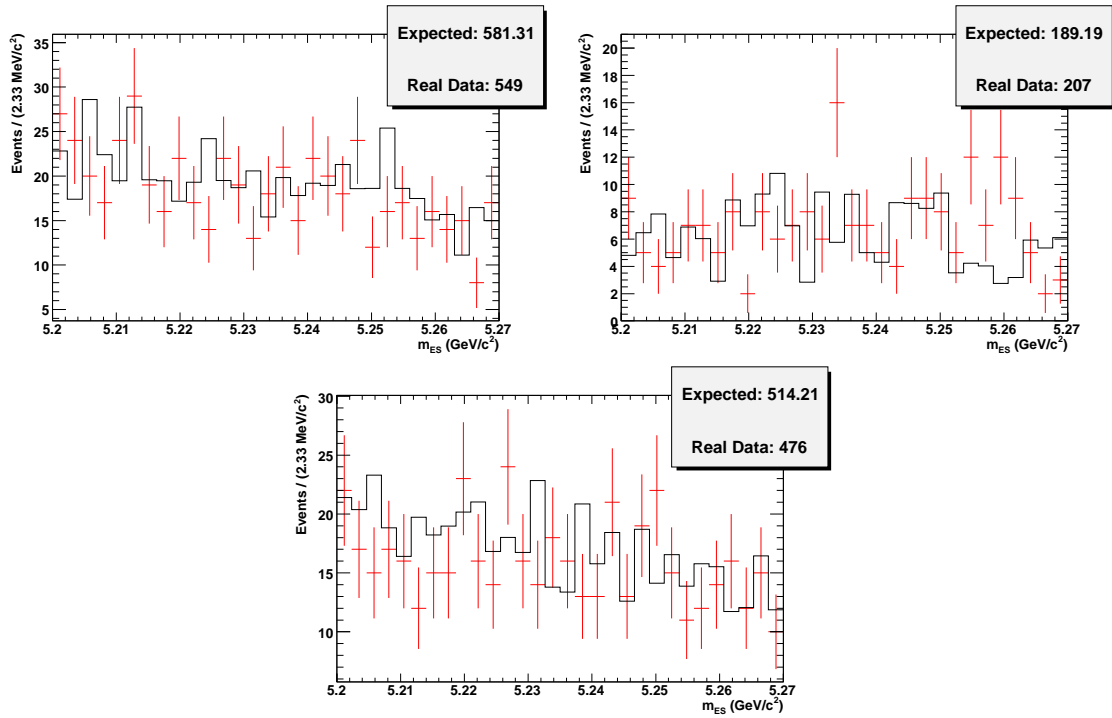 Expected: 581.31
Real Data: 549
Events / (2.33 MeV/c²)
35
30
25
20
15
10
5
5.2 5.21 5.22 5.23 5.24 5.25 5.26 5.27
m_ES (GeV/c²)
Expected: 189.19
Real Data: 207
Events / (2.33 MeV/c²)
20
18
16
14
12
10
8
6
4
2
0
5.2 5.21 5.22 5.23 5.24 5.25 5.26 5.27
m_ES (GeV/c²)
Expected: 514.21
Real Data: 476
Events / (2.33 MeV/c²)
30
25
20
15
10
5.2 5.21 5.22 5.23 5.24 5.25 5.26 5.27
m_ES (GeV/c²)